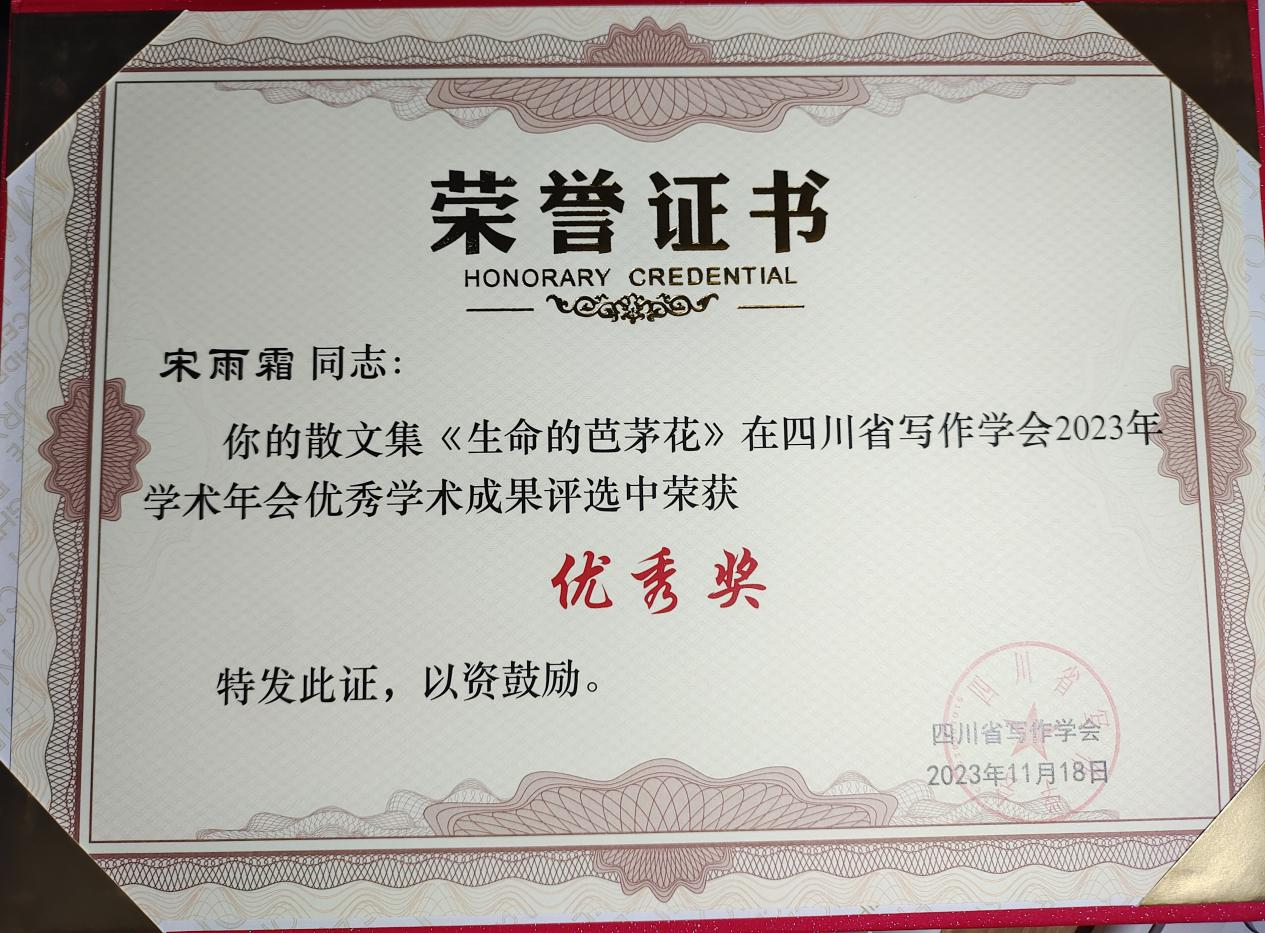 荣誉证书
HONORARY CREDENTIAL
宋雨霜 同志：
你的散文集《生命的芭茅花》在四川省写作学会2023年
学术年会优秀学术成果评选中荣获
优秀奖
特发此证，以资鼓励。
四川省写作学会
2023年11月18日